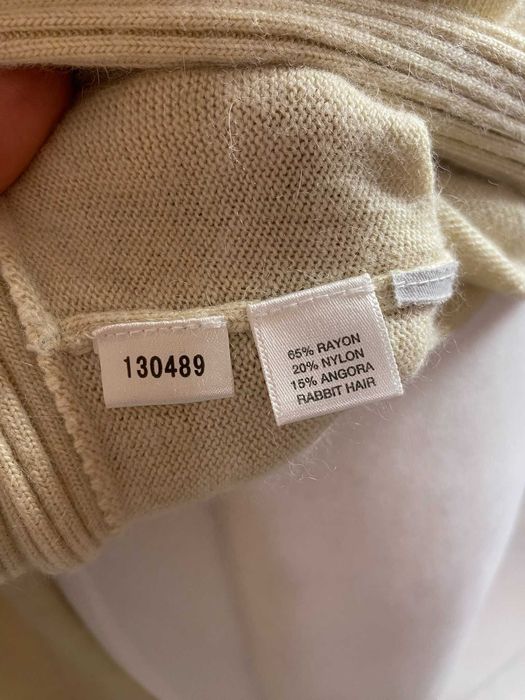 130489
65% RAYON
20% NYLON
15% ANGORA
RABBIT HAIR